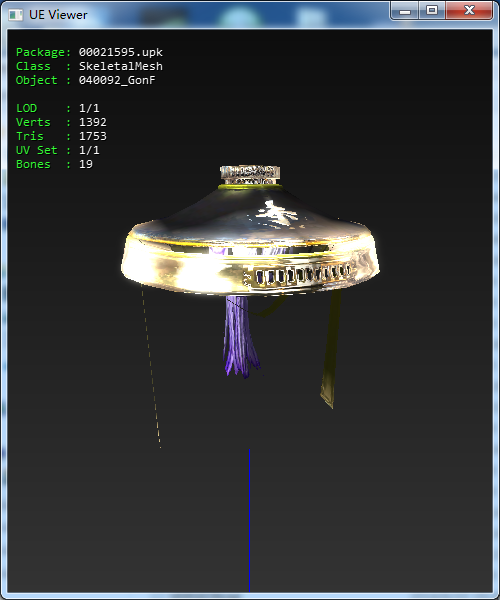 UE Viewer
Package: 00021595.upk
Class : SkeletalMesh
Object : 040092_GonF
LOD : 1/1
Verts : 1392
Tris : 1753
UV Set : 1/1
Bones : 19